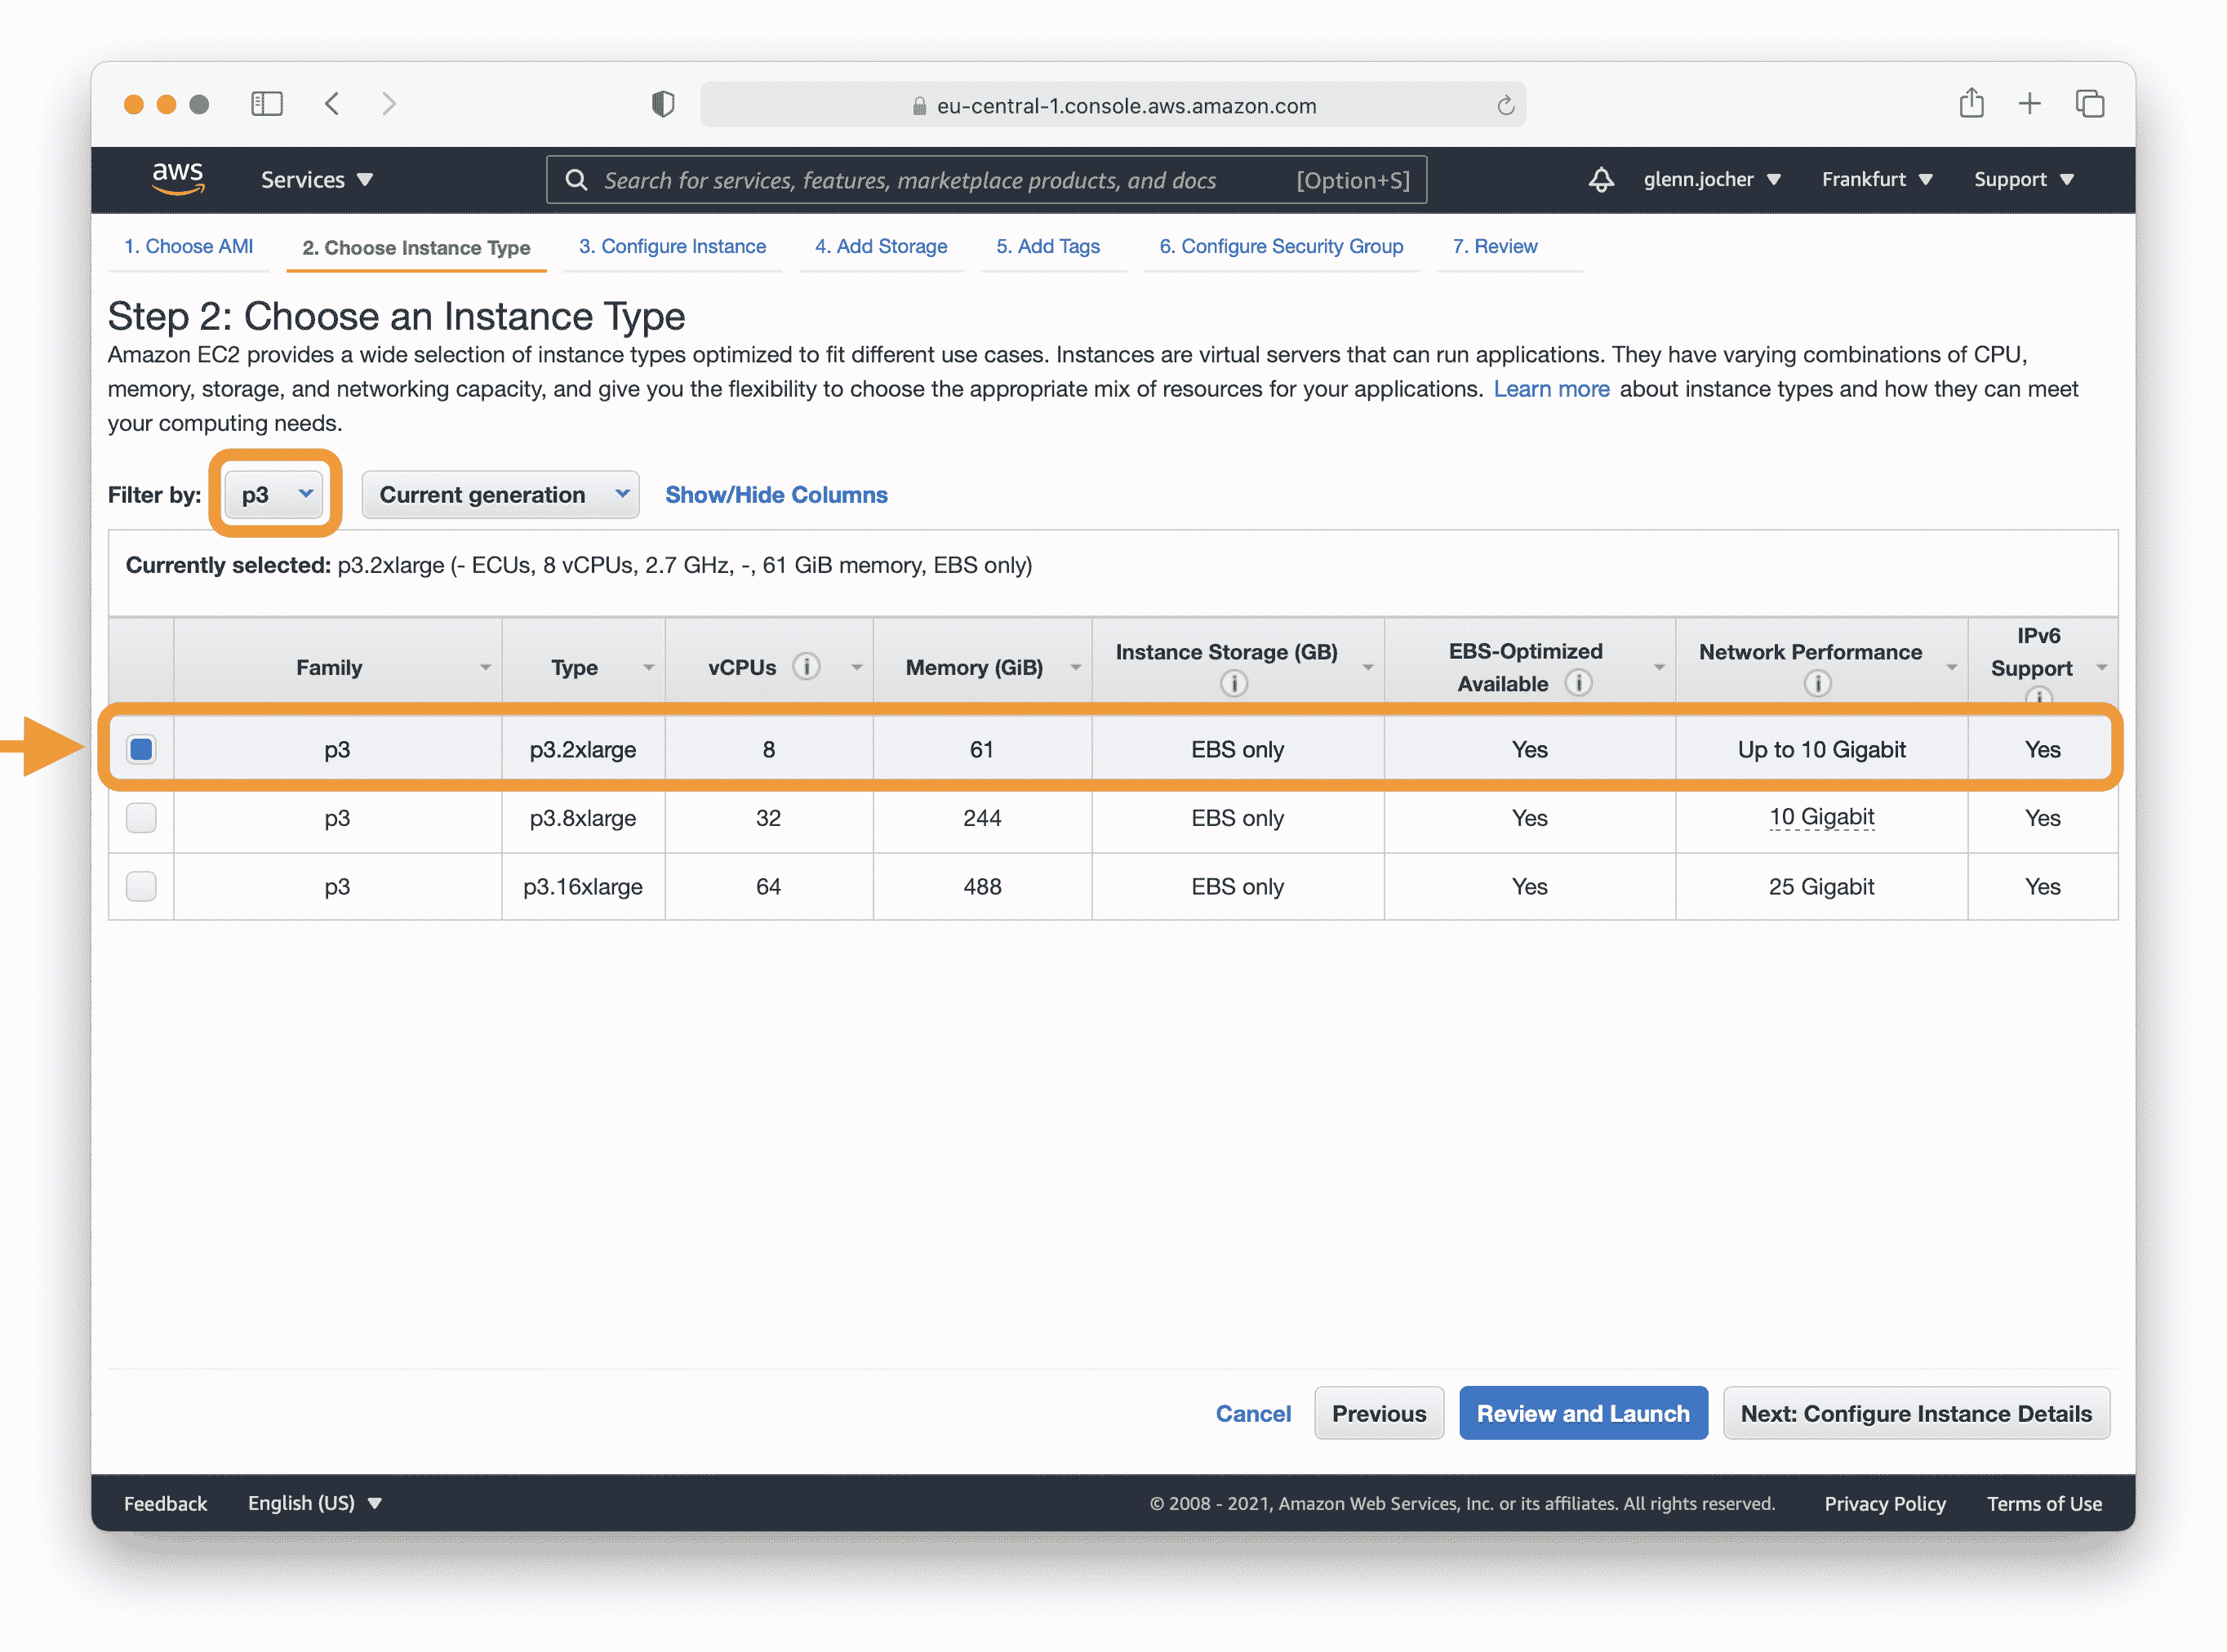 eu-central-1.console.aws.amazon.com
aws Services Search for services, features, marketplace products, and docs [Option+S] glenn.jocher Frankfurt Support
1. Choose AMI 2. Choose Instance Type 3. Configure Instance 4. Add Storage 5. Add Tags 6. Configure Security Group 7. Review
Step 2: Choose an Instance Type
Amazon EC2 provides a wide selection of instance types optimized to fit different use cases. Instances are virtual servers that can run applications. They have varying combinations of CPU,
memory, storage, and networking capacity, and give you the flexibility to choose the appropriate mix of resources for your applications. Learn more about instance types and how they can meet
your computing needs.
Filter by: p3 Current generation Show/Hide Columns
Currently selected: p3.2xlarge (- ECUs, 8 vCPUs, 2.7 GHz, -, 61 GiB memory, EBS only)
Family Type vCPUs Memory (GiB) Instance Storage (GB) EBS-Optimized Available Network Performance IPv6 Support
p3 p3.2xlarge 8 61 EBS only Yes Up to 10 Gigabit Yes
p3 p3.8xlarge 32 244 EBS only Yes 10 Gigabit Yes
p3 p3.16xlarge 64 488 EBS only Yes 25 Gigabit Yes
Cancel Previous Review and Launch Next: Configure Instance Details
Feedback English (US) © 2008 - 2021, Amazon Web Services, Inc. or its affiliates. All rights reserved. Privacy Policy Terms of Use